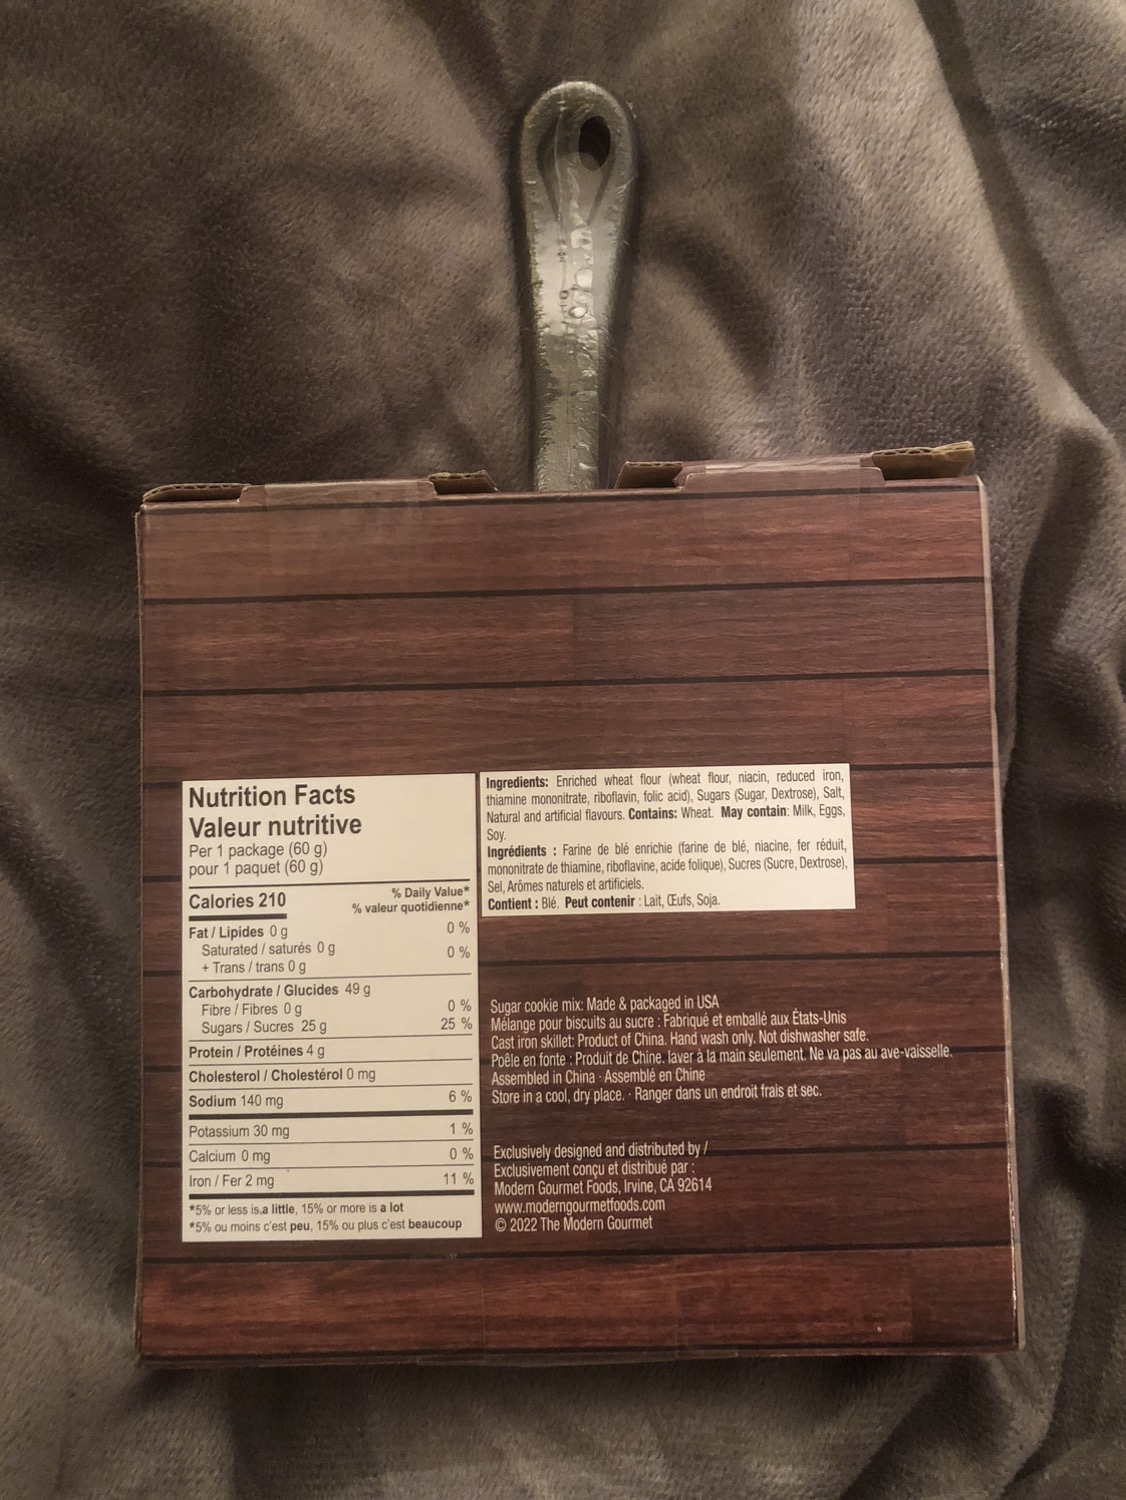 Nutrition Facts
Valeur nutritive
Per 1 package (60 g)
pour 1 paquet (60 g)
Calories 210
% Daily Value*
% valeur quotidienne*
Fat / Lipides 0 g 0 %
Saturated / saturés 0 g
+ Trans / trans 0 g 0 %
Carbohydrate / Glucides 49 g
Fibre / Fibres 0 g 0 %
Sugars / Sucres 25 g 25 %
Protein / Protéines 4 g
Cholesterol / Cholestérol 0 mg
Sodium 140 mg 6 %
Potassium 30 mg 1 %
Calcium 0 mg 0 %
Iron / Fer 2 mg 11 %
*5% or less is a little, 15% or more is a lot
*5% ou moins c'est peu, 15% ou plus c'est beaucoup
Ingredients: Enriched wheat flour (wheat flour, niacin, reduced iron,
thiamine mononitrate, riboflavin, folic acid), Sugars (Sugar, Dextrose), Salt,
Natural and artificial flavours. Contains: Wheat. May contain: Milk, Eggs,
Soy.
Ingrédients : Farine de blé enrichie (farine de blé, niacine, fer réduit,
mononitrate de thiamine, riboflavine, acide folique), Sucres (Sucre, Dextrose),
Sel, Arômes naturels et artificiels.
Contient : Blé. Peut contenir : Lait, Œufs, Soja.
Sugar cookie mix: Made & packaged in USA
Mélange pour biscuits au sucre : Fabriqué et emballé aux États-Unis
Cast iron skillet: Product of China. Hand wash only. Not dishwasher safe.
Poêle en fonte : Produit de Chine. laver à la main seulement. Ne va pas au ave-vaisselle.
Assembled in China · Assemblé en Chine
Store in a cool, dry place. · Ranger dans un endroit frais et sec.
Exclusively designed and distributed by /
Exclusivement conçu et distribué par :
Modern Gourmet Foods, Irvine, CA 92614
www.moderngourmetfoods.com
© 2022 The Modern Gourmet